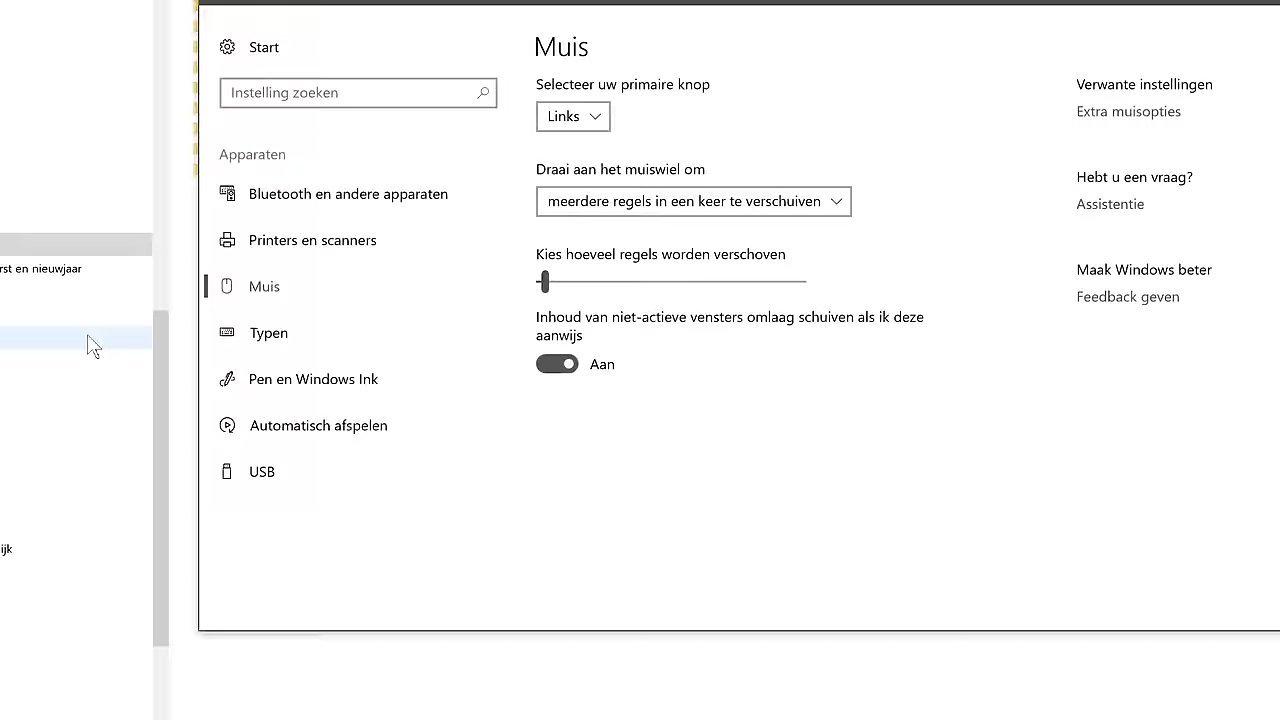 Start
Instelling zoeken
Apparaten
Bluetooth en andere apparaten
Printers en scanners
Muis
Typen
Pen en Windows Ink
Automatisch afspelen
USB
Muis
Selecteer uw primaire knop
Links
Draai aan het muiswiel om
meerdere regels in een keer te verschuiven
Kies hoeveel regels worden verschoven
Inhoud van niet-actieve vensters omlaag schuiven als ik deze
aanwijs
Aan
Verwante instellingen
Extra muisopties
Hebt u een vraag?
Assistentie
Maak Windows beter
Feedback geven
rst en nieuwjaar
ijk